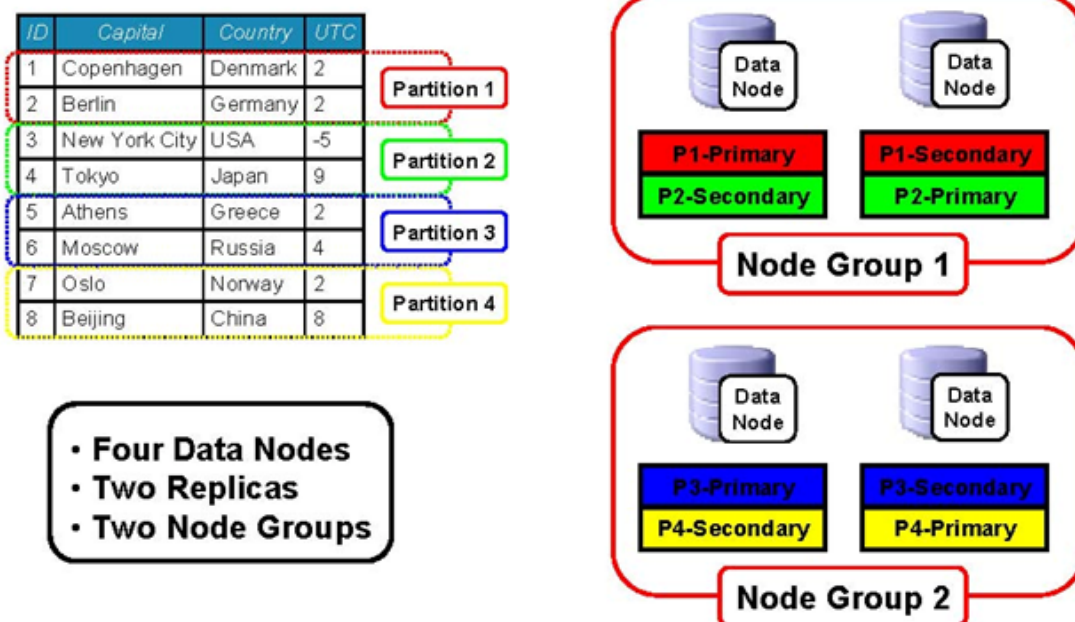 ID Capital Country UTC
1 Copenhagen Denmark 2
2 Berlin Germany 2
3 New York City USA -5
4 Tokyo Japan 9
5 Athens Greece 2
6 Moscow Russia 4
7 Oslo Norway 2
8 Beijing China 8
Partition 1
Partition 2
Partition 3
Partition 4
· Four Data Nodes
· Two Replicas
· Two Node Groups
Data
Node
Data
Node
P1-Primary
P2-Secondary
P1-Secondary
P2-Primary
Node Group 1
Data
Node
Data
Node
P3-Primary
P4-Secondary
P3-Secondary
P4-Primary
Node Group 2